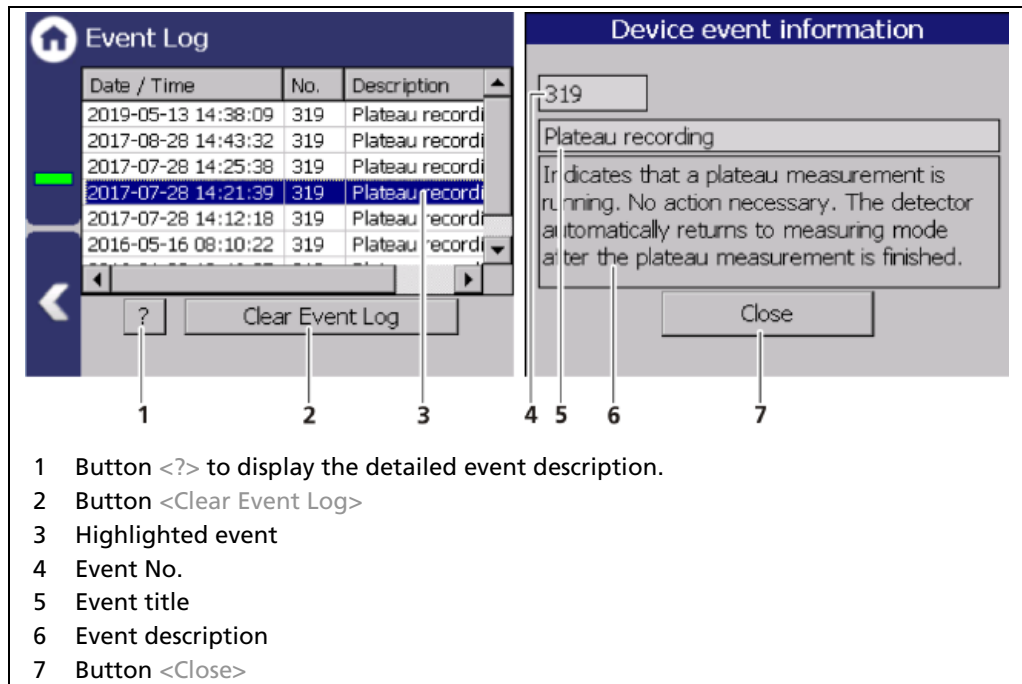 Event Log
Date / Time No. Description
2019-05-13 14:38:09 319 Plateau recordi
2017-08-28 14:43:32 319 Plateau recordi
2017-07-28 14:25:38 319 Plateau recordi
2017-07-28 14:21:39 319 Plateau recordi
2017-07-28 14:12:18 319 Plateau recordi
2016-05-16 08:10:22 319 Plateau recordi
? Clear Event Log
Device event information
319
Plateau recording
Indicates that a plateau measurement is
running. No action necessary. The detector
automatically returns to measuring mode
after the plateau measurement is finished.
Close
1 2 3 4 5 6 7
1 Button <?> to display the detailed event description.
2 Button <Clear Event Log>
3 Highlighted event
4 Event No.
5 Event title
6 Event description
7 Button <Close>